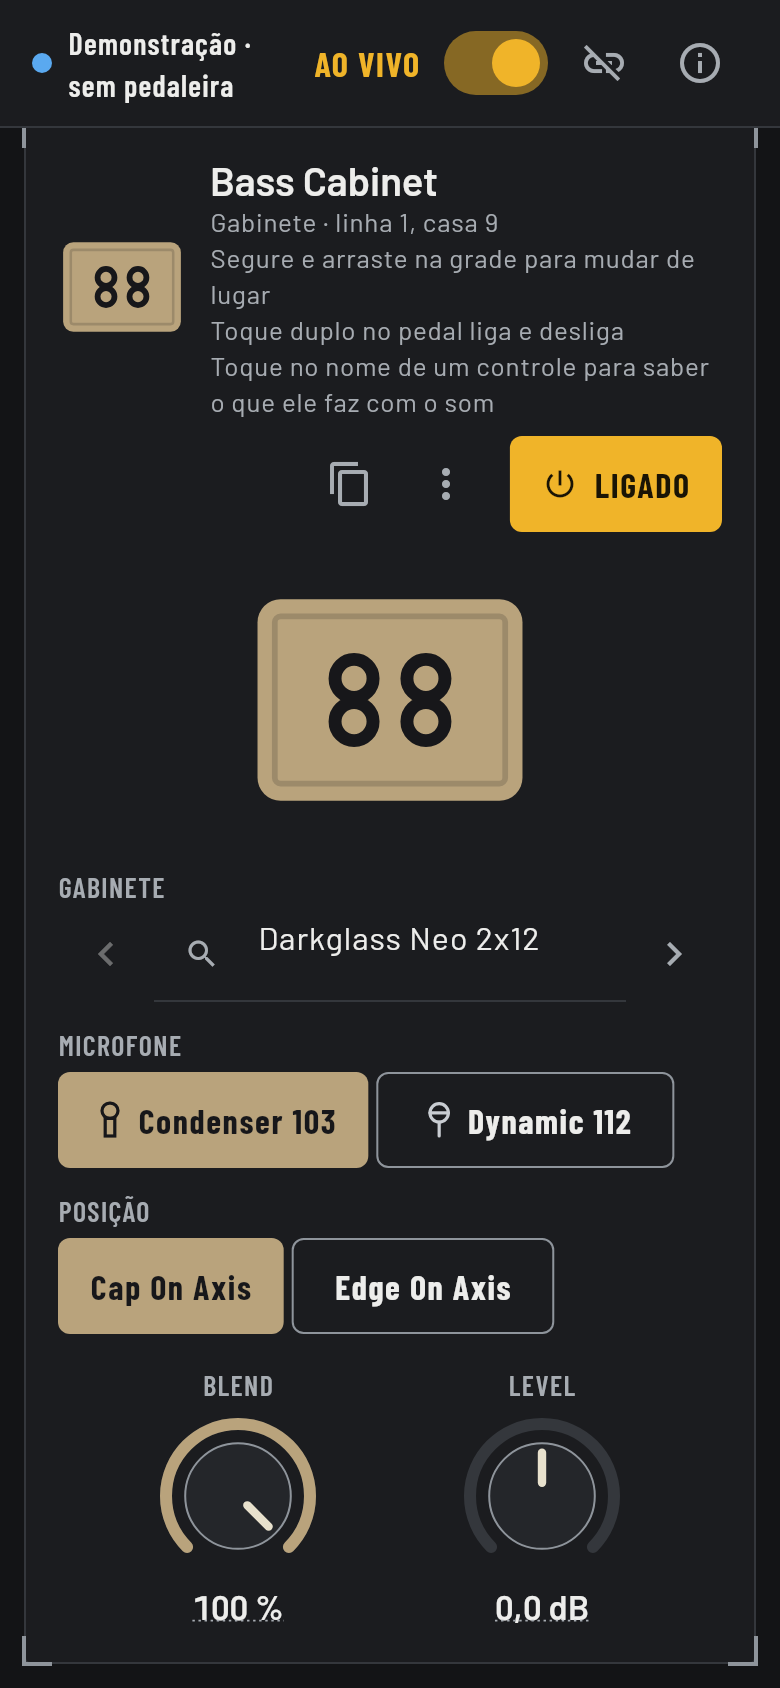 Demonstração ·
sem pedaleira
AO VIVO
Bass Cabinet
Gabinete · linha 1, casa 9
Segure e arraste na grade para mudar de
lugar
Toque duplo no pedal liga e desliga
Toque no nome de um controle para saber
o que ele faz com o som
88
LIGADO
88
GABINETE
Darkglass Neo 2x12
MICROFONE
Condenser 103
Dynamic 112
POSIÇÃO
Cap On Axis
Edge On Axis
BLEND
LEVEL
100 %
0,0 dB